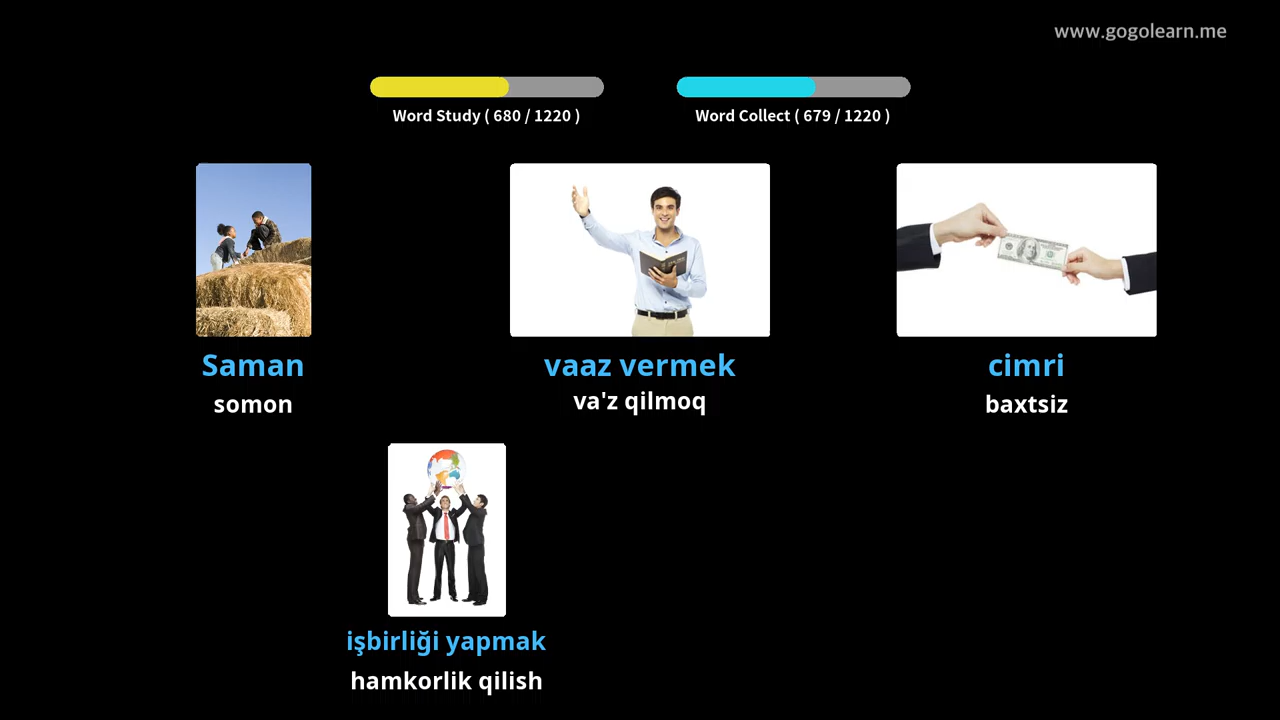 www.gogolearn.me
Word Study ( 680 / 1220 )
Word Collect ( 679 / 1220 )
Saman
somon
vaaz vermek
va'z qilmoq
cimri
baxtsiz
işbirliği yapmak
hamkorlik qilish